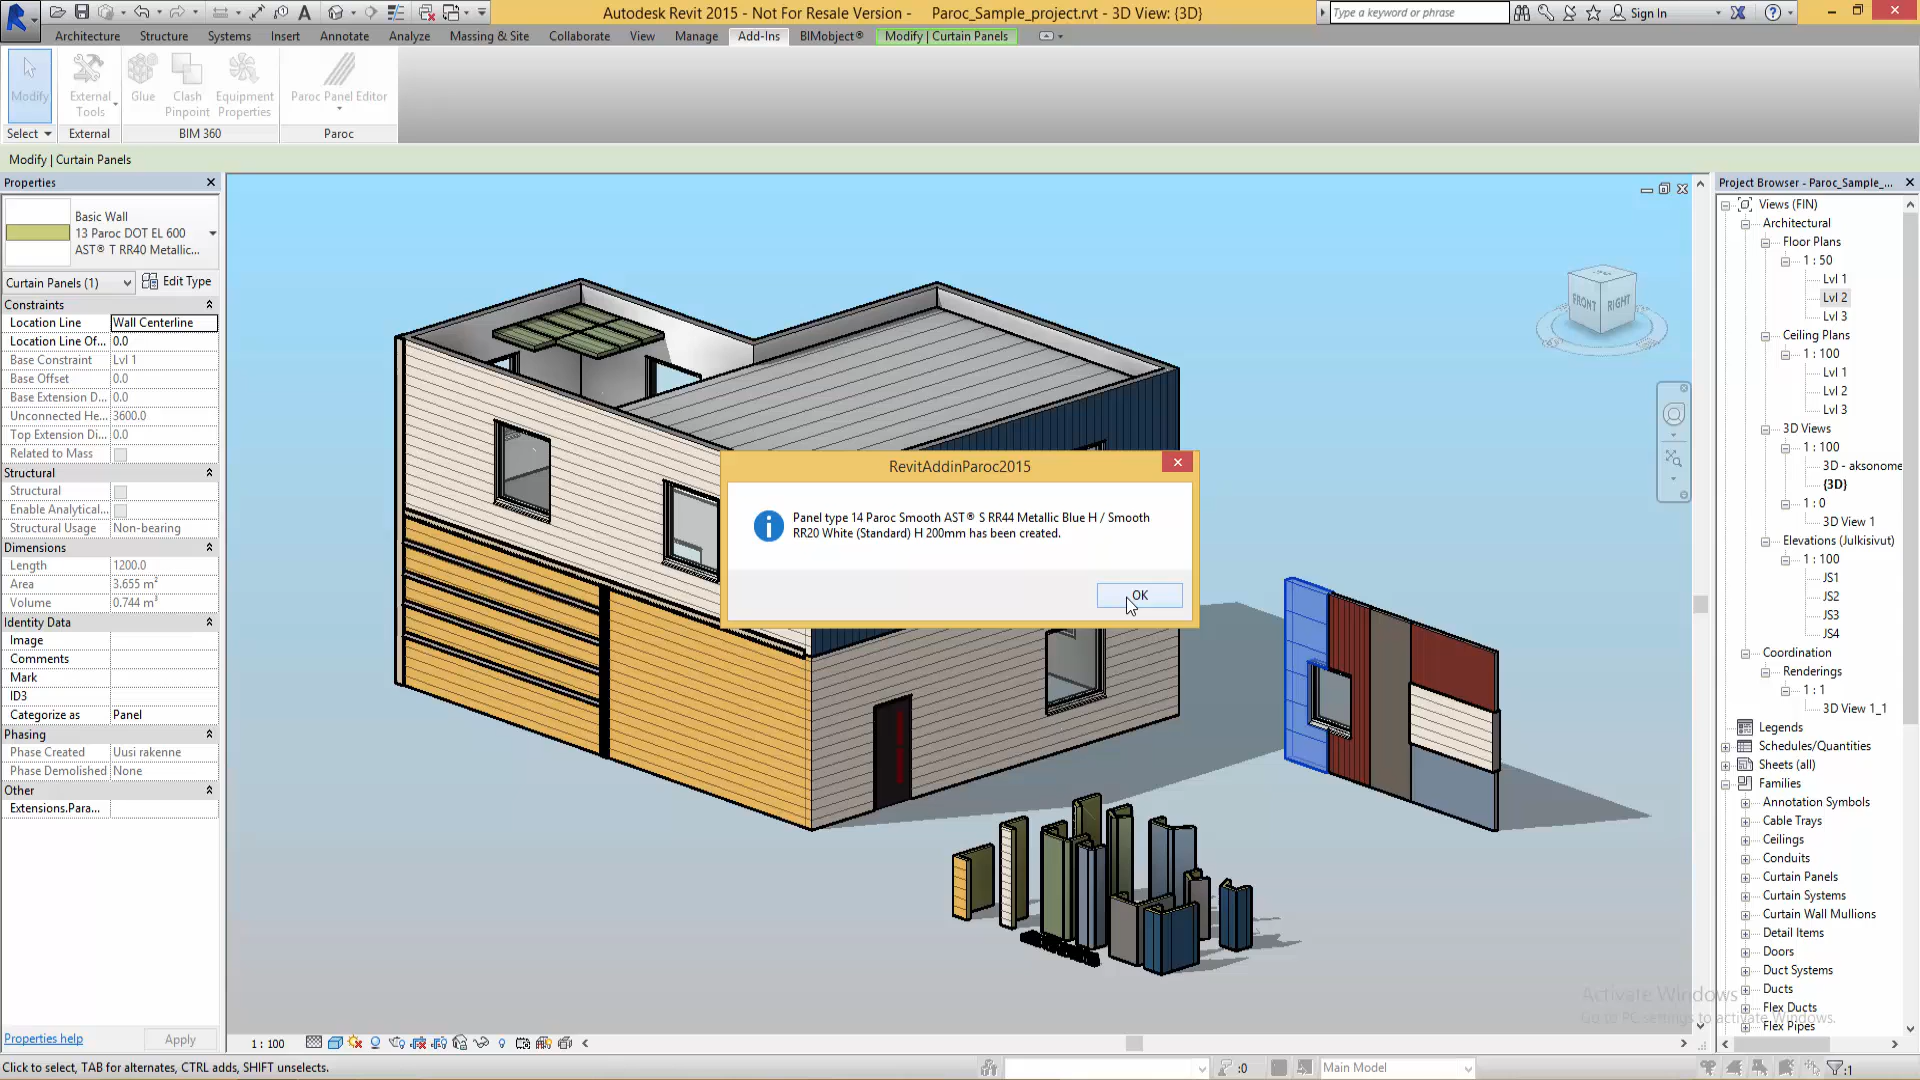 Autodesk Revit 2015 - Not For Resale Version - Paroc_Sample_project.rvt - 3D View: {3D}
Type a keyword or phrase
Sign In
Architecture Structure Systems Insert Annotate Analyze Massing & Site Collaborate View Manage Add-Ins BIMobject® Modify | Curtain Panels
Modify
External Tools
Glue
Clash Pinpoint
Equipment Properties
Paroc Panel Editor
Select
External
BIM 360
Paroc
Modify | Curtain Panels
Properties
Basic Wall
13 Paroc DOT EL 600
AST® T RR40 Metallic...
Curtain Panels (1)
Edit Type
Constraints
Location Line Wall Centerline
Location Line Of... 0.0
Base Constraint Lvl 1
Base Offset 0.0
Base Extension D... 0.0
Unconnected He... 3600.0
Top Extension Di... 0.0
Related to Mass
Structural
Structural
Enable Analytical...
Structural Usage Non-bearing
Dimensions
Length 1200.0
Area 3.655 m²
Volume 0.744 m³
Identity Data
Image
Comments
Mark
ID3
Categorize as Panel
Phasing
Phase Created Uusi rakenne
Phase Demolished None
Other
Extensions.Para...
Properties help
Apply
FRONT
RIGHT
RevitAddinParoc2015
Panel type 14 Paroc Smooth AST® S RR44 Metallic Blue H / Smooth
RR20 White (Standard) H 200mm has been created.
OK
Project Browser - Paroc_Sample_...
Views (FIN)
Architectural
Floor Plans
1 : 50
Lvl 1
Lvl 2
Lvl 3
Ceiling Plans
1 : 100
Lvl 1
Lvl 2
Lvl 3
3D Views
1 : 100
3D - aksonome
{3D}
1 : 0
3D View 1
Elevations (Julkisivut)
1 : 100
JS1
JS2
JS3
JS4
Coordination
Renderings
1 : 1
3D View 1_1
Legends
Schedules/Quantities
Sheets (all)
Families
Annotation Symbols
Cable Trays
Ceilings
Conduits
Curtain Panels
Curtain Systems
Curtain Wall Mullions
Detail Items
Doors
Duct Systems
Ducts
Flex Ducts
Flex Pipes
Activate Windows
Go to PC settings to activate Windows.
1 : 100
Click to select, TAB for alternates, CTRL adds, SHIFT unselects.
:0
Main Model
:1